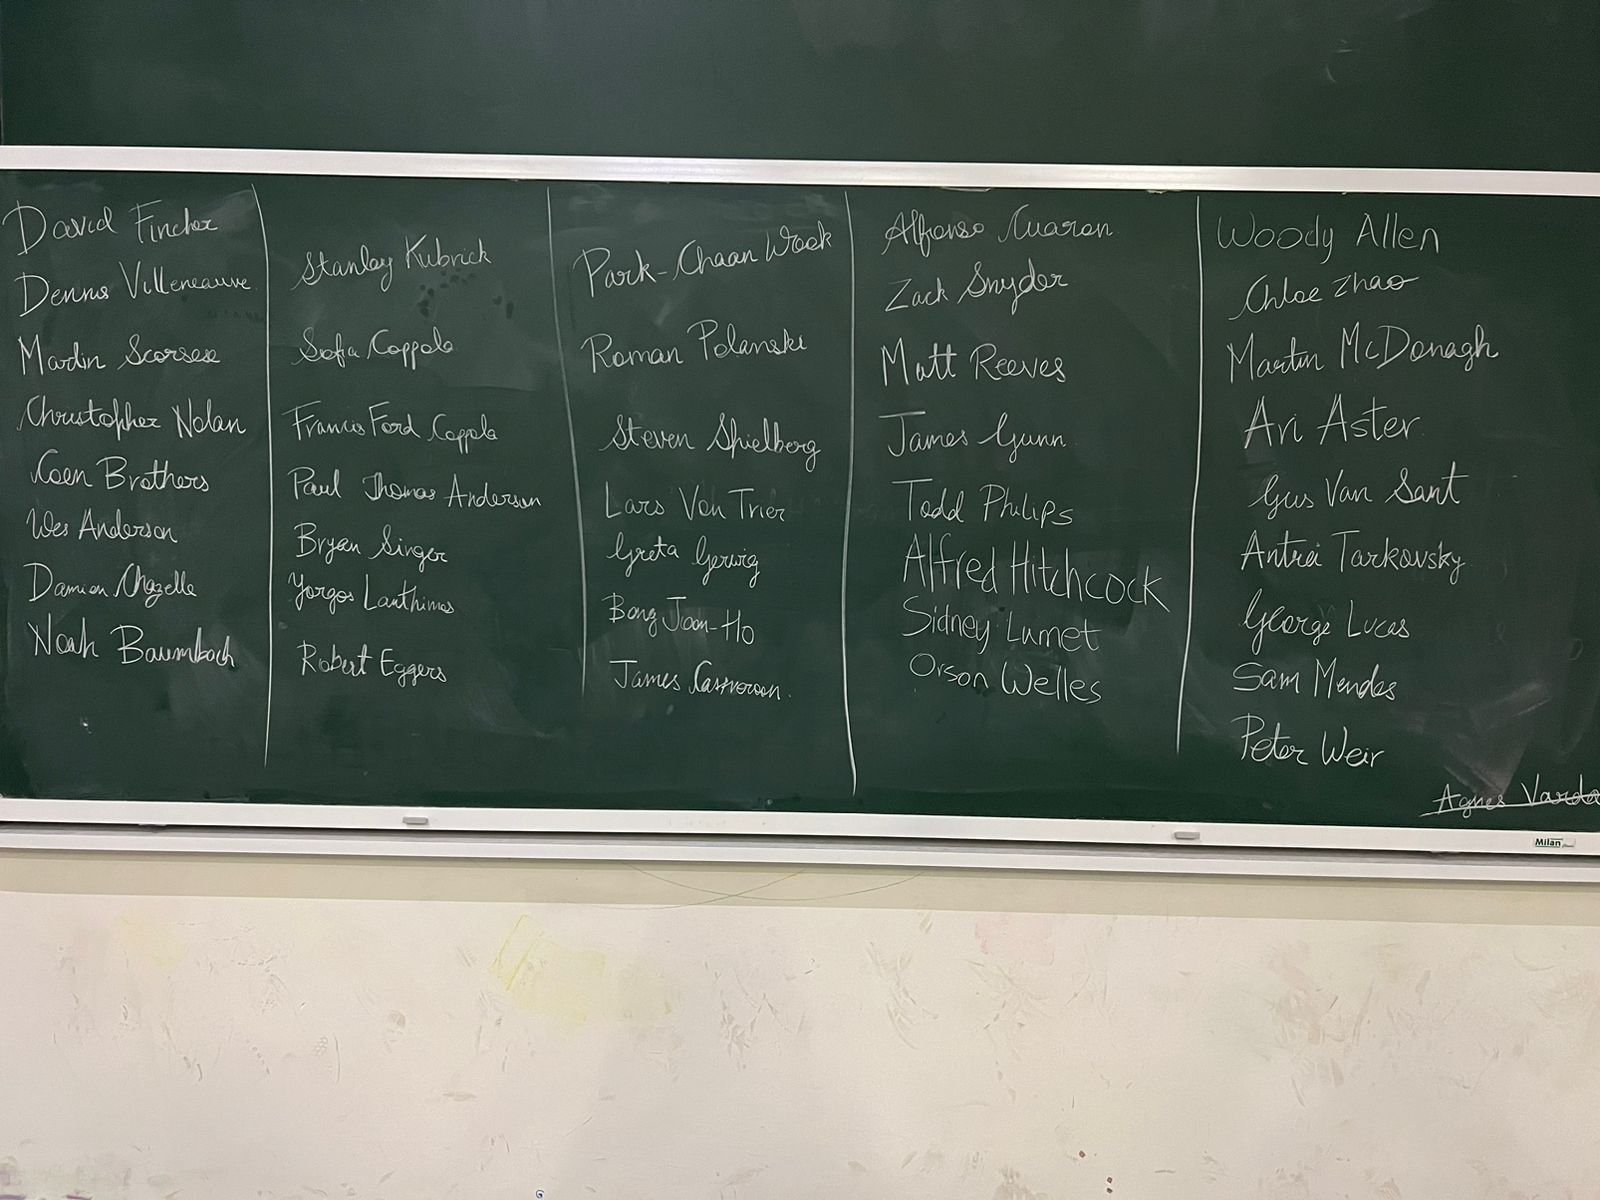 David Fincher
Dennis Villeneauve
Martin Scorsese
Christopher Nolan
Coen Brothers
Wes Anderson
Damien Chazelle
Noah Baumbach
Stanley Kubrick
Sofia Coppola
Francis Ford Coppola
Paul Thomas Anderson
Bryan Singer
Yorgos Lanthimos
Robert Eggers
Park-Chaan Wook
Roman Polanski
Steven Spielberg
Lars Von Trier
Greta Gerwig
Bong Joon-Ho
James Cameroon.
Alfonso Cuaron
Zack Snyder
Matt Reeves
James Gunn
Todd Philips
Alfred Hitchcock
Sidney Lumet
Orson Welles
Woody Allen
Chloe Zhao
Martin McDonagh
Ari Aster
Gus Van Sant
Antrei Tarkovsky
George Lucas
Sam Mendes
Peter Weir
Agnes Varda
Milan